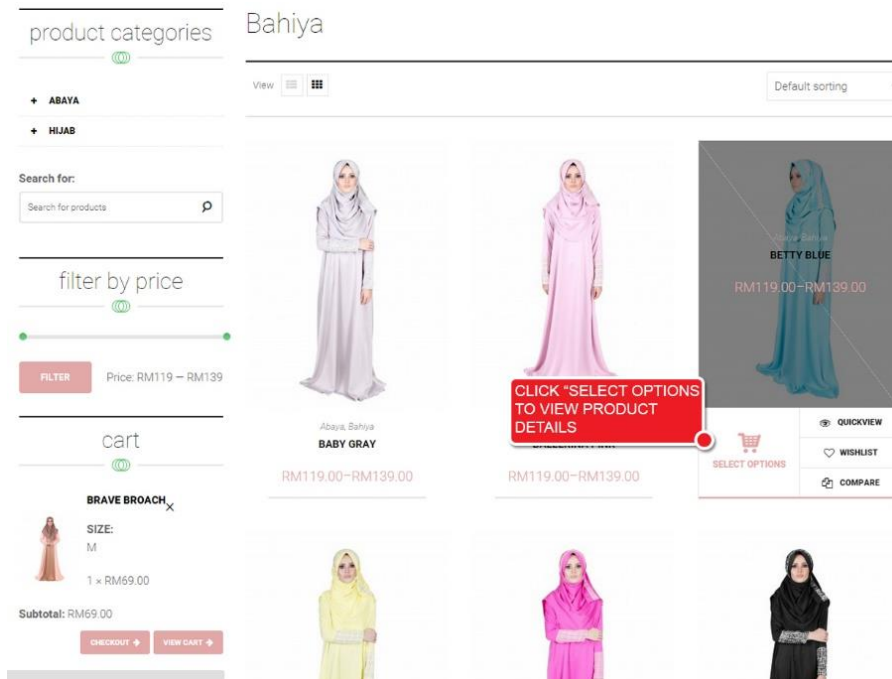 product categories
+ ABAYA
+ HIJAB
Search for:
Search for products
filter by price
FILTER
Price: RM119 — RM139
cart
BRAVE BROACH
SIZE:
M
1 × RM69.00
Subtotal: RM69.00
CHECKOUT
VIEW CART
Bahiya
View
Default sorting
Abaya, Bahiya
BABY GRAY
RM119.00–RM139.00
CLICK “SELECT OPTIONS
TO VIEW PRODUCT
DETAILS
RM119.00–RM139.00
Abaya, Bahiya
BETTY BLUE
RM119.00–RM139.00
SELECT OPTIONS
QUICKVIEW
WISHLIST
COMPARE